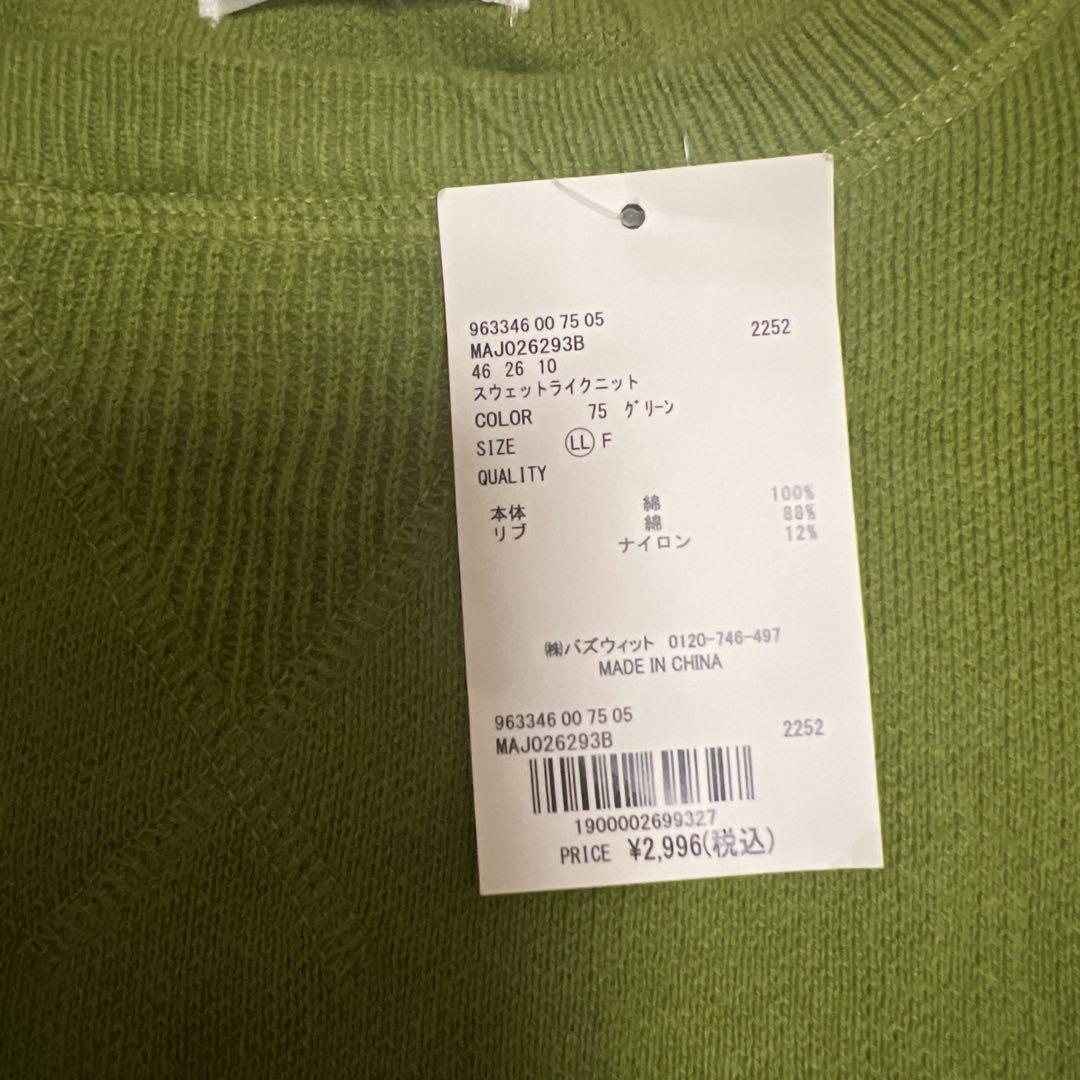 963346 00 75 05
2252
MAJ026293B
46 26 10
スウェットライクニット
COLOR 75 グリーン
SIZE LL F
QUALITY
本体 綿 100%
リブ 綿 88%
ナイロン 12%
㈱バズウィット 0120-746-497
MADE IN CHINA
963346 00 75 05
2252
MAJ026293B
1900002699327
PRICE ¥2,996(税込)